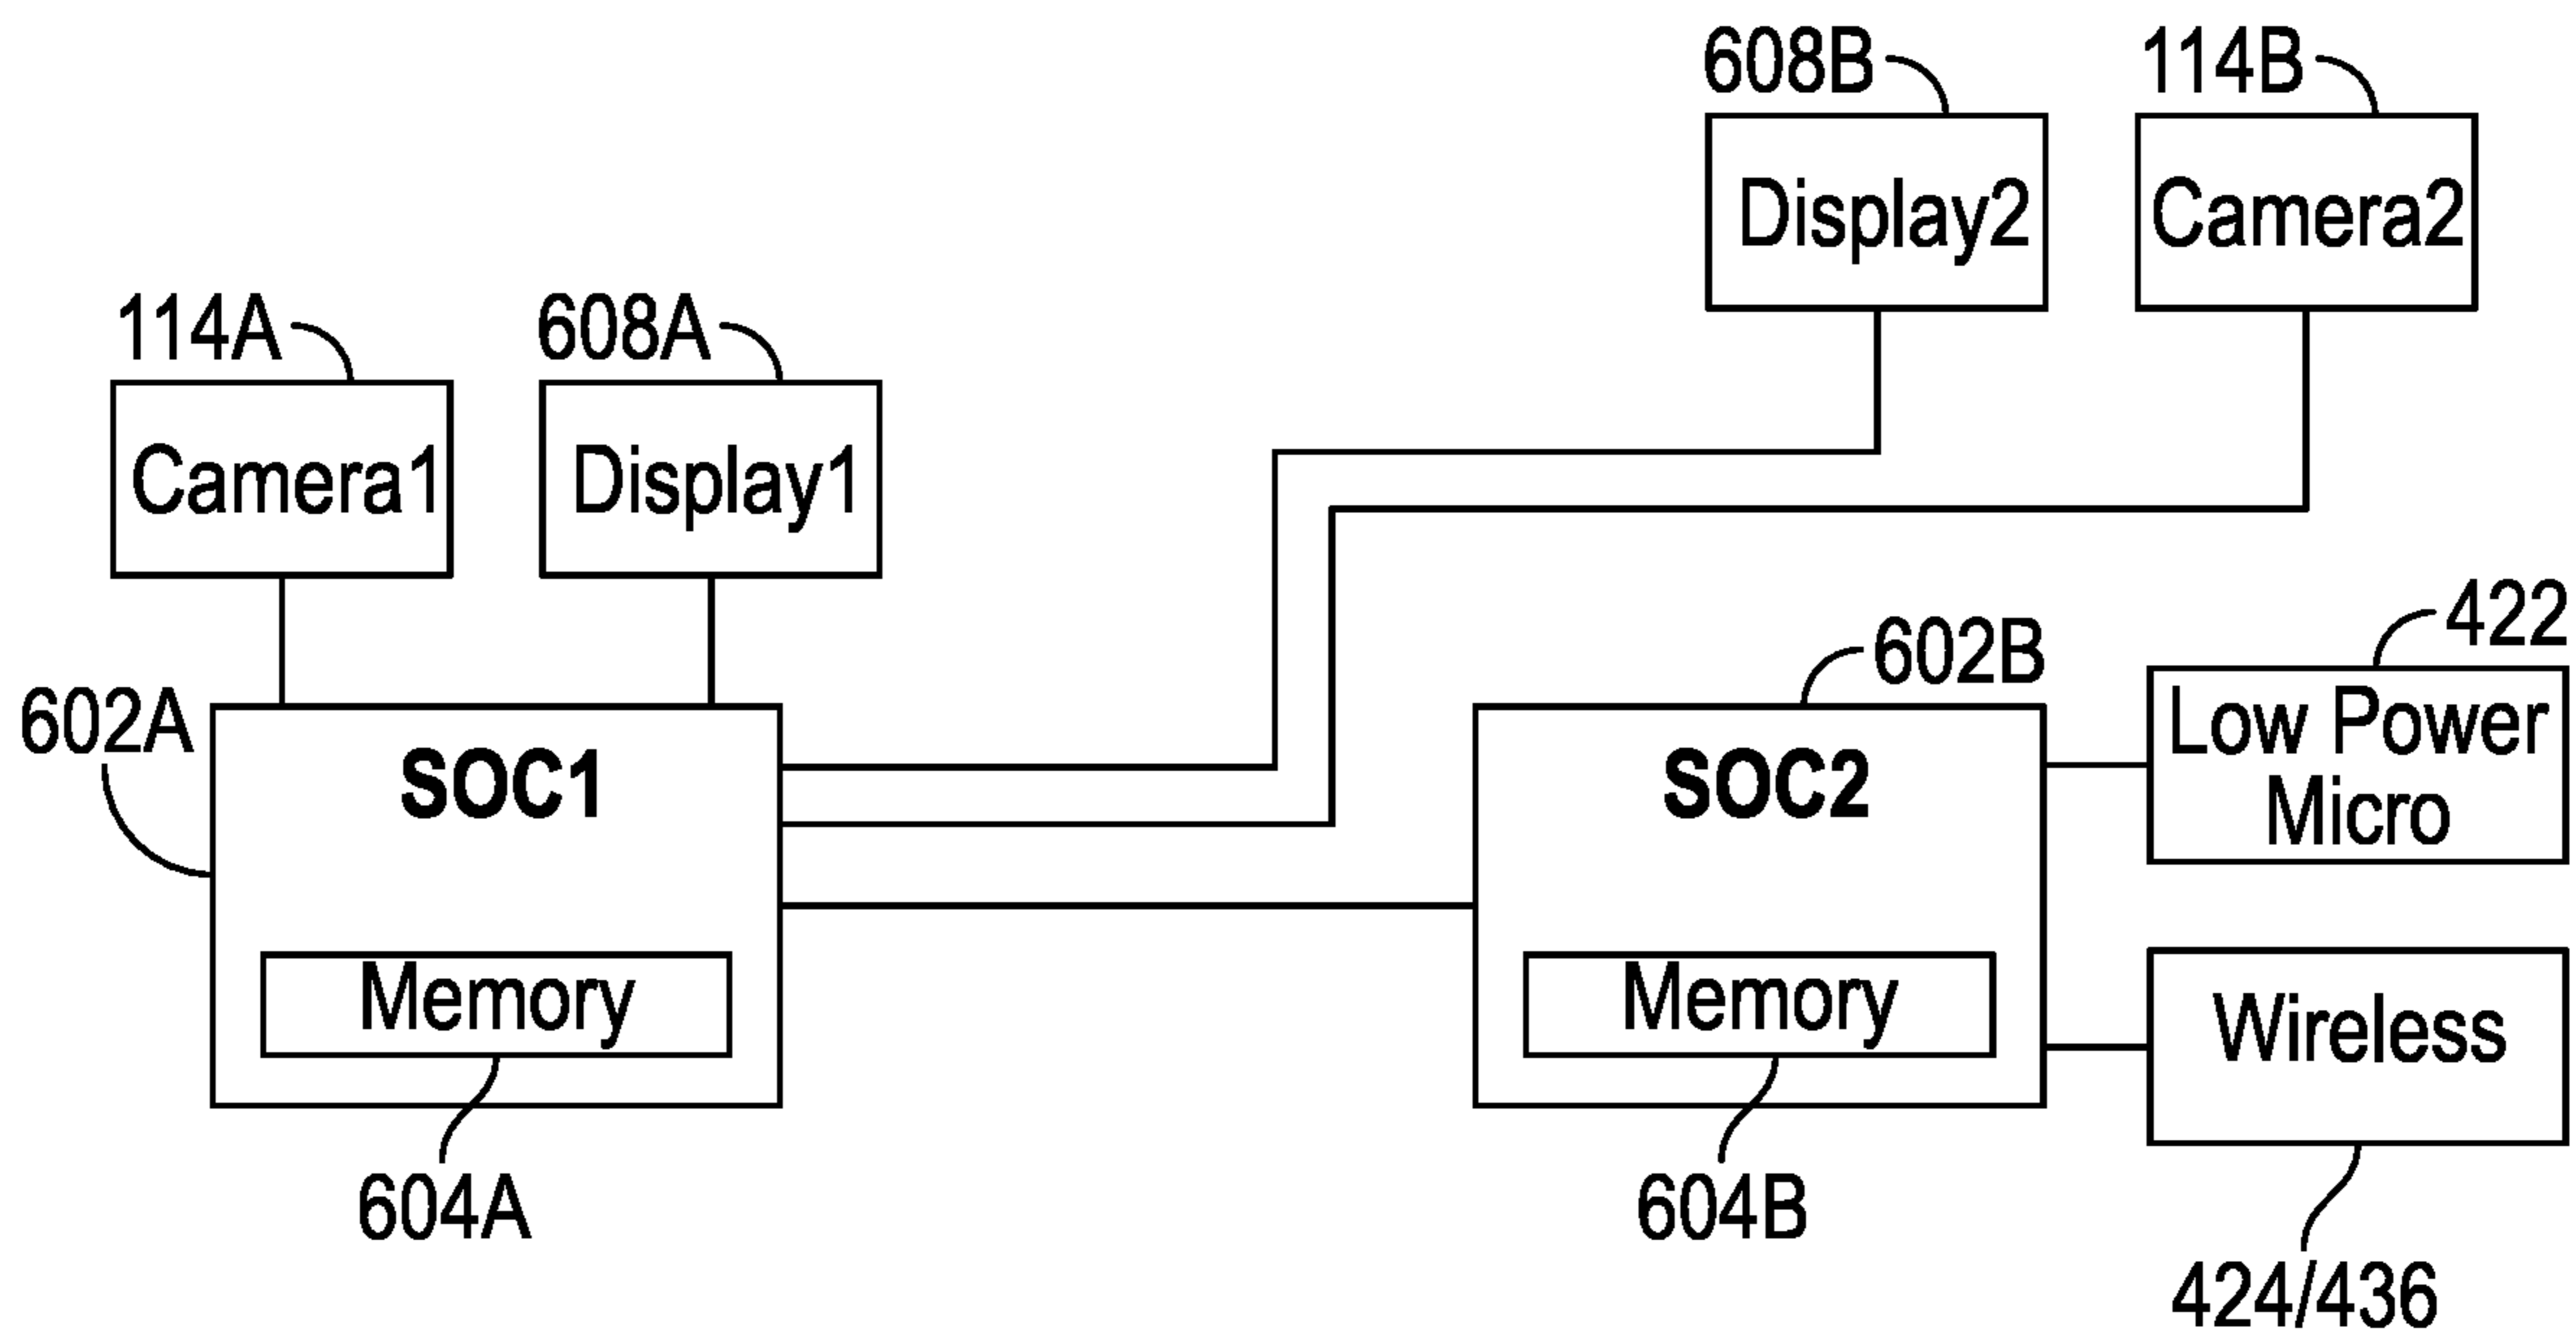 608B
114B
Display2
Camera2
114A
608A
Camera1
Display1
422
602B
602A
Low Power
Micro
SOC1
SOC2
Memory
Memory
Wireless
604A
604B
424/436